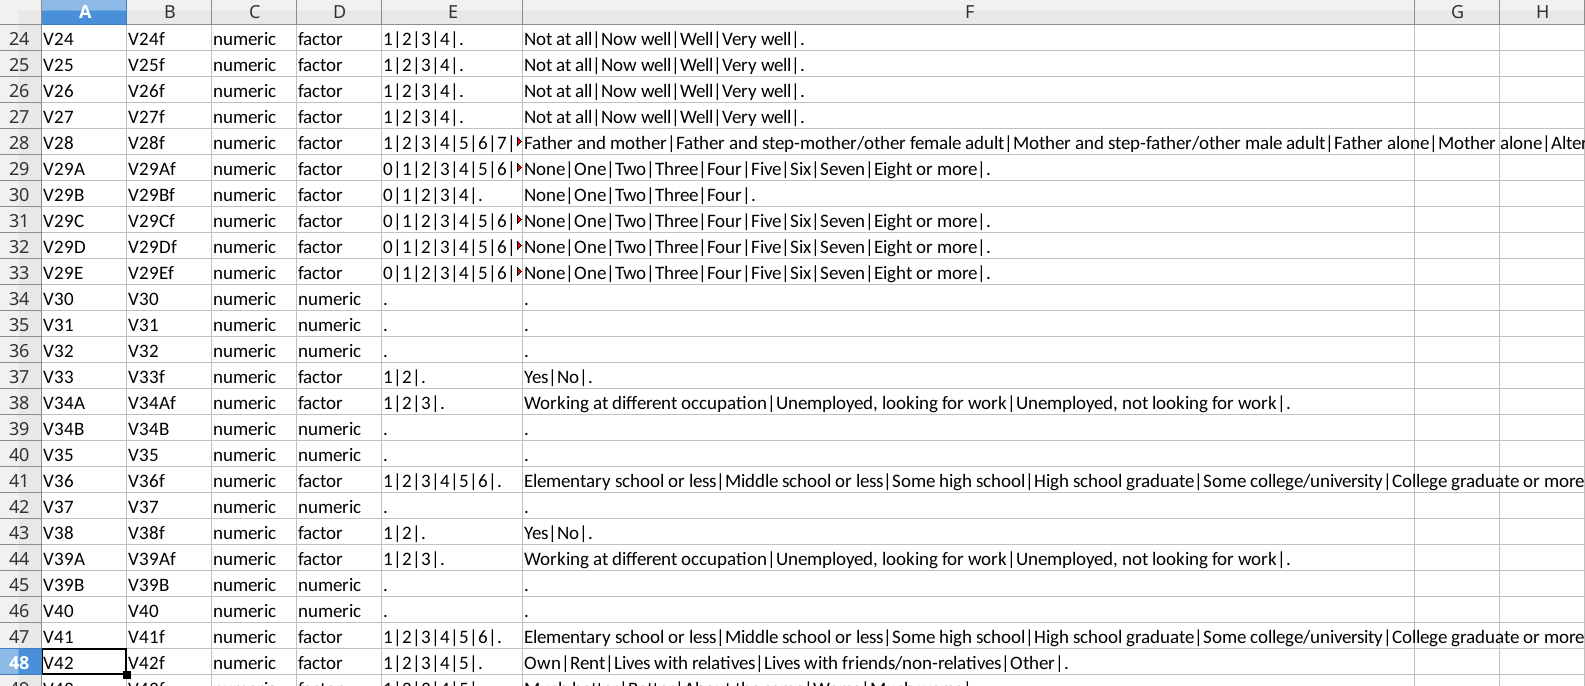 A B C D E F G H
24 V24 V24f numeric factor 1|2|3|4|. Not at all|Now well|Well|Very well|.
25 V25 V25f numeric factor 1|2|3|4|. Not at all|Now well|Well|Very well|.
26 V26 V26f numeric factor 1|2|3|4|. Not at all|Now well|Well|Very well|.
27 V27 V27f numeric factor 1|2|3|4|. Not at all|Now well|Well|Very well|.
28 V28 V28f numeric factor 1|2|3|4|5|6|7| Father and mother|Father and step-mother/other female adult|Mother and step-father/other male adult|Father alone|Mother alone|Alter
29 V29A V29Af numeric factor 0|1|2|3|4|5|6| None|One|Two|Three|Four|Five|Six|Seven|Eight or more|.
30 V29B V29Bf numeric factor 0|1|2|3|4|. None|One|Two|Three|Four|.
31 V29C V29Cf numeric factor 0|1|2|3|4|5|6| None|One|Two|Three|Four|Five|Six|Seven|Eight or more|.
32 V29D V29Df numeric factor 0|1|2|3|4|5|6| None|One|Two|Three|Four|Five|Six|Seven|Eight or more|.
33 V29E V29Ef numeric factor 0|1|2|3|4|5|6| None|One|Two|Three|Four|Five|Six|Seven|Eight or more|.
34 V30 V30 numeric numeric . .
35 V31 V31 numeric numeric . .
36 V32 V32 numeric numeric . .
37 V33 V33f numeric factor 1|2|. Yes|No|.
38 V34A V34Af numeric factor 1|2|3|. Working at different occupation|Unemployed, looking for work|Unemployed, not looking for work|.
39 V34B V34B numeric numeric . .
40 V35 V35 numeric numeric . .
41 V36 V36f numeric factor 1|2|3|4|5|6|. Elementary school or less|Middle school or less|Some high school|High school graduate|Some college/university|College graduate or more
42 V37 V37 numeric numeric . .
43 V38 V38f numeric factor 1|2|. Yes|No|.
44 V39A V39Af numeric factor 1|2|3|. Working at different occupation|Unemployed, looking for work|Unemployed, not looking for work|.
45 V39B V39B numeric numeric . .
46 V40 V40 numeric numeric . .
47 V41 V41f numeric factor 1|2|3|4|5|6|. Elementary school or less|Middle school or less|Some high school|High school graduate|Some college/university|College graduate or more
48 V42 V42f numeric factor 1|2|3|4|5|. Own|Rent|Lives with relatives|Lives with friends/non-relatives|Other|.